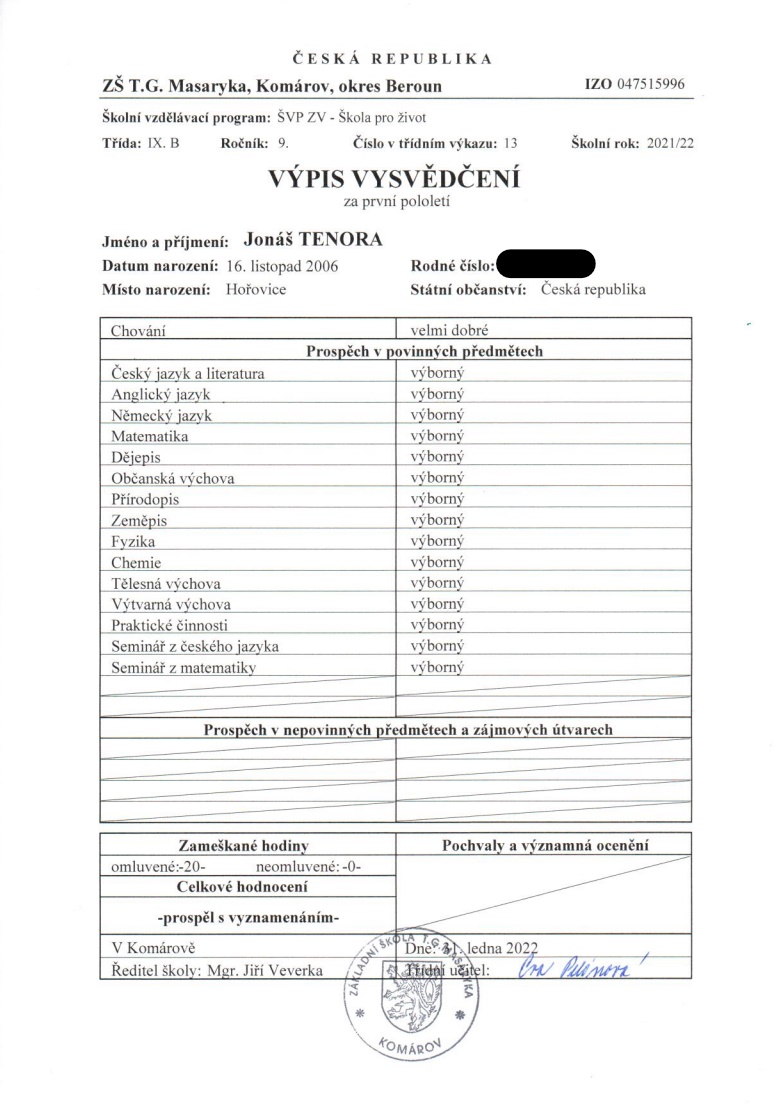 ČESKÁ REPUBLIKA
ZŠ T.G. Masaryka, Komárov, okres Beroun IZO 047515996
Školní vzdělávací program: ŠVP ZV - Škola pro život
Třída: IX. B Ročník: 9. Číslo v třídním výkazu: 13 Školní rok: 2021/22
VÝPIS VYSVĚDČENÍ
za první pololetí
Jméno a příjmení: Jonáš TENORA
Datum narození: 16. listopad 2006 Rodné číslo:
Místo narození: Hořovice Státní občanství: Česká republika
Chování velmi dobré
Prospěch v povinných předmětech
Český jazyk a literatura výborný
Anglický jazyk výborný
Německý jazyk výborný
Matematika výborný
Dějepis výborný
Občanská výchova výborný
Přírodopis výborný
Zeměpis výborný
Fyzika výborný
Chemie výborný
Tělesná výchova výborný
Výtvarná výchova výborný
Praktické činnosti výborný
Seminář z českého jazyka výborný
Seminář z matematiky výborný
Prospěch v nepovinných předmětech a zájmových útvarech
Zameškané hodiny Pochvaly a významná ocenění
omluvené:-20- neomluvené: -0-
Celkové hodnocení
-prospěl s vyznamenáním-
V Komárově Dne: 31. ledna 2022
Ředitel školy: Mgr. Jiří Veverka Třídní učitel:
ZÁKLADNÍ ŠKOLA T.G. MASARYKA
KOMÁROV